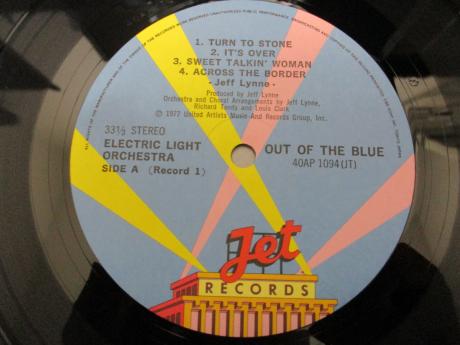 1. TURN TO STONE
2. IT'S OVER
3. SWEET TALKIN' WOMAN
4. ACROSS THE BORDER
- Jeff Lynne -
Produced by Jeff Lynne
Orchestra and Choral Arrangements by Jeff Lynne,
Richard Tandy and Louis Clark
℗ 1977 United Artists Music And Records Group, Inc.
33⅓ STEREO
ELECTRIC LIGHT
ORCHESTRA
SIDE A (Record 1)
OUT OF THE BLUE
40AP 1094(JT)
Jet
RECORDS